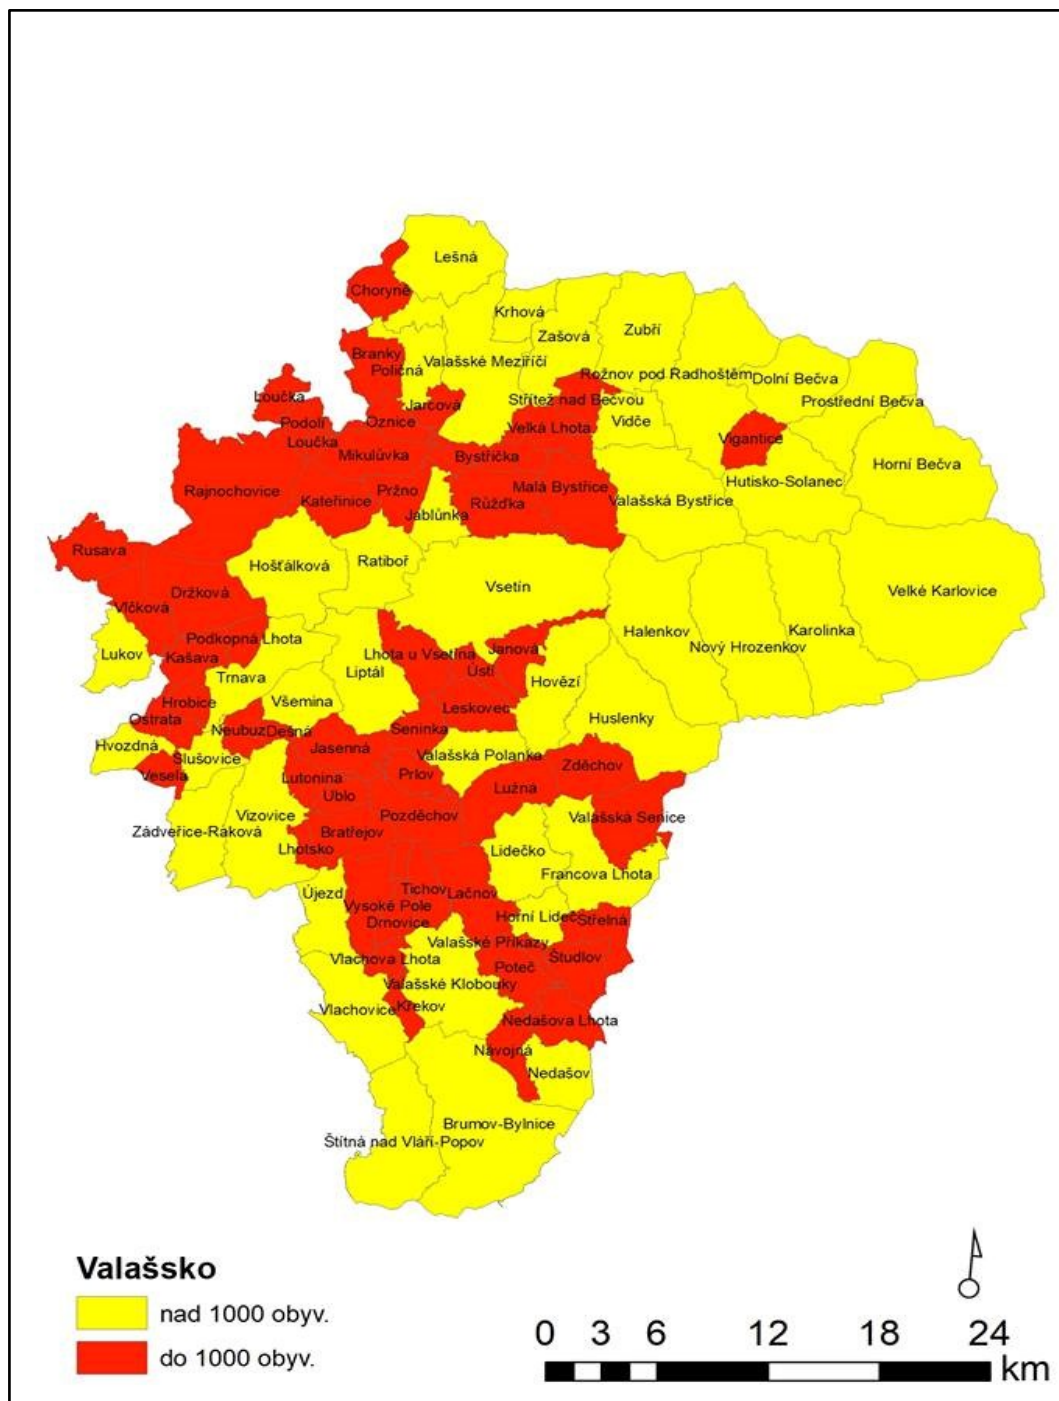 Lešná
Choryně
Krhová
Zašová
Zubří
Branky
Poličná
Valašské Meziříčí
Rožnov pod Radhoštěm
Dolní Bečva
Loučka
Jarčová
Střítež nad Bečvou
Prostřední Bečva
Podolí
Oznice
Velká Lhota
Vidče
Vigantice
Loučka
Mikulůvka
Bystřička
Horní Bečva
Rajnochovice
Kateřinice
Pržno
Malá Bystřice
Hutisko-Solanec
Jablůnka
Růžďka
Valašská Bystřice
Rusava
Hošťálková
Ratiboř
Vsetín
Velké Karlovice
Držková
Vlčková
Halenkov
Karolinka
Podkopná Lhota
Nový Hrozenkov
Lukov
Kašava
Lhota u Vsetína
Janová
Trnava
Liptál
Ústí
Hovězí
Hrobice
Všemina
Leskovec
Ostrata
Huslenky
Neubuz
Dešná
Seninka
Hvozdná
Slušovice
Jasenná
Valašská Polanka
Zděchov
Vesela
Lutonina
Prlov
Lužná
Ublo
Vizovice
Pozděchov
Valašská Senice
Zádveřice-Raková
Bratřejov
Lhotsko
Lidečko
Francova Lhota
Újezd
Tichov
Lačnov
Vysoké Pole
Drnovice
Horní Lideč
Střelná
Valašské Příkazy
Vlachova Lhota
Poteč
Študlov
Valašské Klobouky
Vlachovice
Křekov
Nedašova Lhota
Návojná
Nedašov
Brumov-Bylnice
Štítná nad Vláří-Popov
Valašsko
nad 1000 obyv.
do 1000 obyv.
0 3 6 12 18 24
km